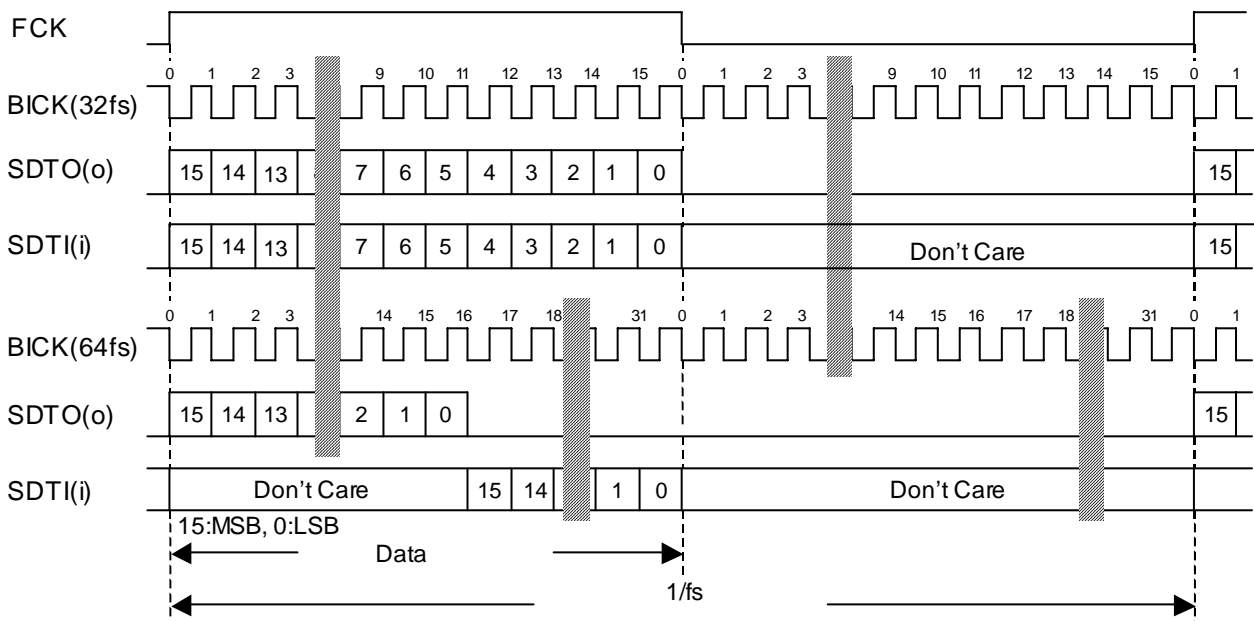 FCK
0 1 2 3 9 10 11 12 13 14 15 0 1 2 3 9 10 11 12 13 14 15 0 1
BICK(32fs)
SDTO(o) 15 14 13 7 6 5 4 3 2 1 0 15
SDTI(i) 15 14 13 7 6 5 4 3 2 1 0 Don't Care 15
0 1 2 3 14 15 16 17 18 31 0 1 2 3 14 15 16 17 18 31 0 1
BICK(64fs)
SDTO(o) 15 14 13 2 1 0 15
SDTI(i) Don't Care 15 14 1 0 Don't Care
15:MSB, 0:LSB
Data
1/fs